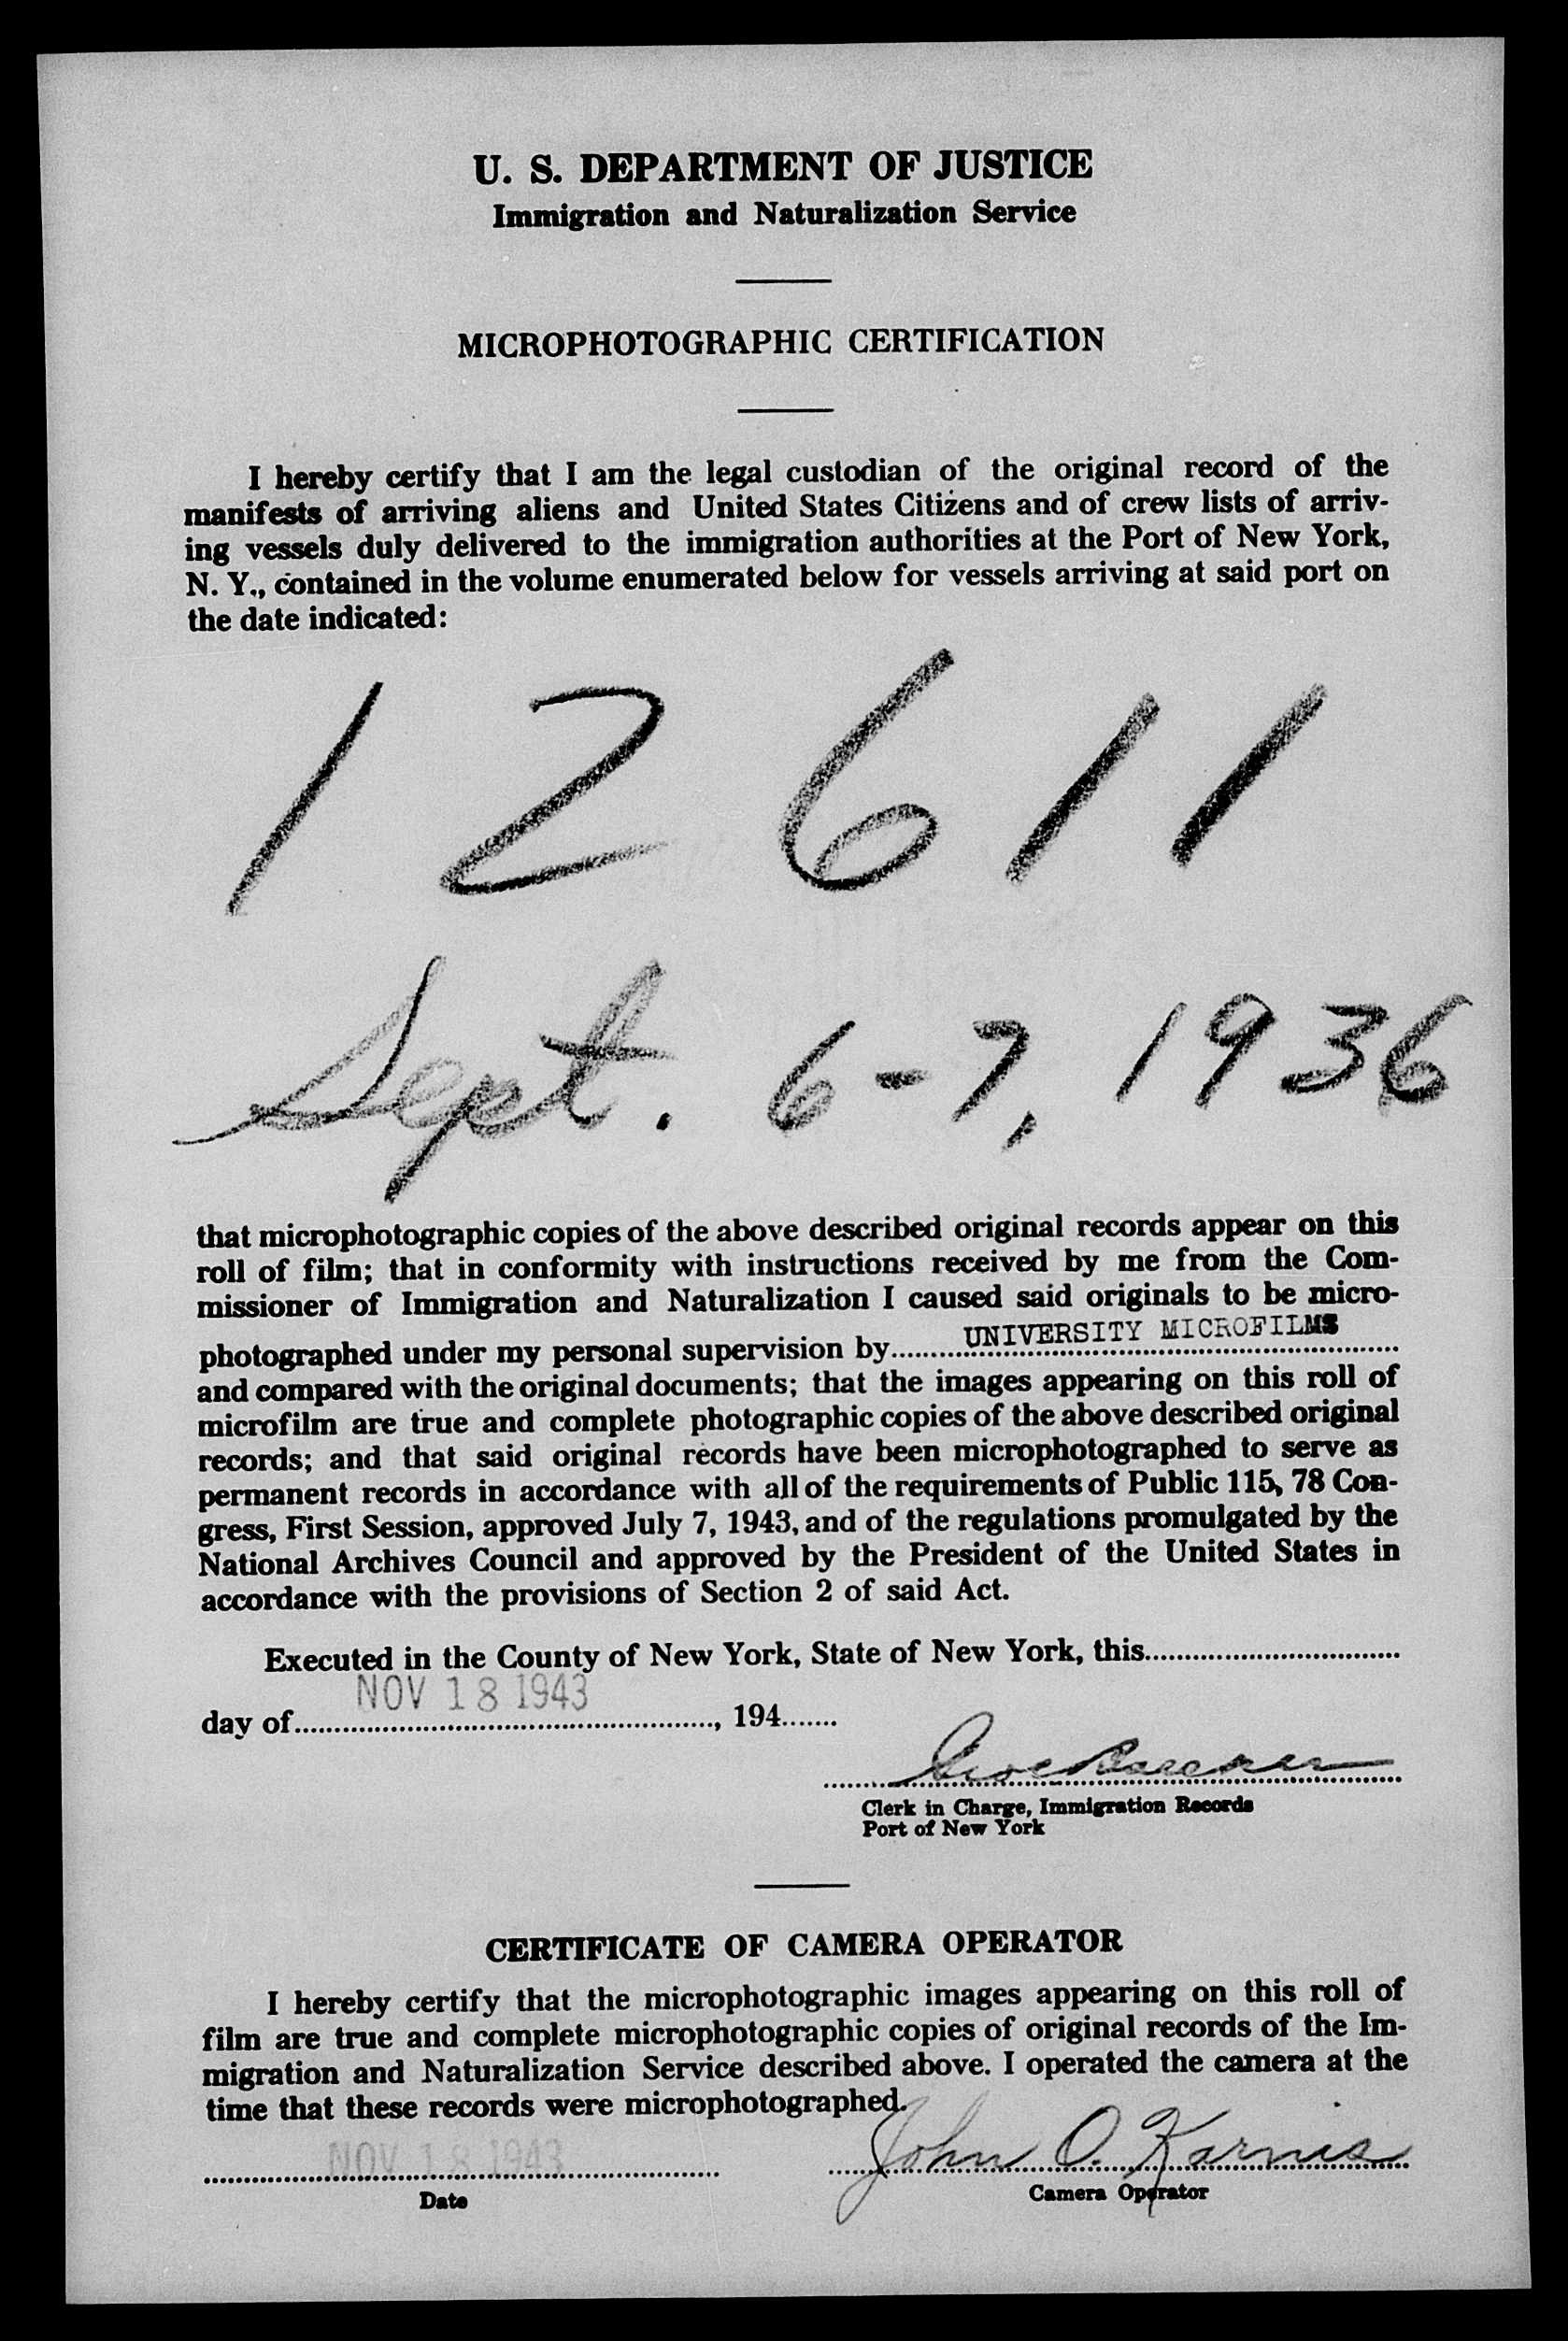 U. S. DEPARTMENT OF JUSTICE
Immigration and Naturalization Service
MICROPHOTOGRAPHIC CERTIFICATION
I hereby certify that I am the legal custodian of the original record of the
manifests of arriving aliens and United States Citizens and of crew lists of arriv-
ing vessels duly delivered to the immigration authorities at the Port of New York,
N. Y., contained in the volume enumerated below for vessels arriving at said port on
the date indicated:
12611
Sept. 6-7, 1936
that microphotographic copies of the above described original records appear on this
roll of film; that in conformity with instructions received by me from the Com-
missioner of Immigration and Naturalization I caused said originals to be micro-
photographed under my personal supervision by UNIVERSITY MICROFILMS
and compared with the original documents; that the images appearing on this roll of
microfilm are true and complete photographic copies of the above described original
records; and that said original records have been microphotographed to serve as
permanent records in accordance with all of the requirements of Public 115, 78 Con-
gress, First Session, approved July 7, 1943, and of the regulations promulgated by the
National Archives Council and approved by the President of the United States in
accordance with the provisions of Section 2 of said Act.
Executed in the County of New York, State of New York, this
day of NOV 18 1943, 194
Clerk in Charge, Immigration Records
Port of New York
CERTIFICATE OF CAMERA OPERATOR
I hereby certify that the microphotographic images appearing on this roll of
film are true and complete microphotographic copies of original records of the Im-
migration and Naturalization Service described above. I operated the camera at the
time that these records were microphotographed.
NOV 18 1943 John O.
Date Camera Operator